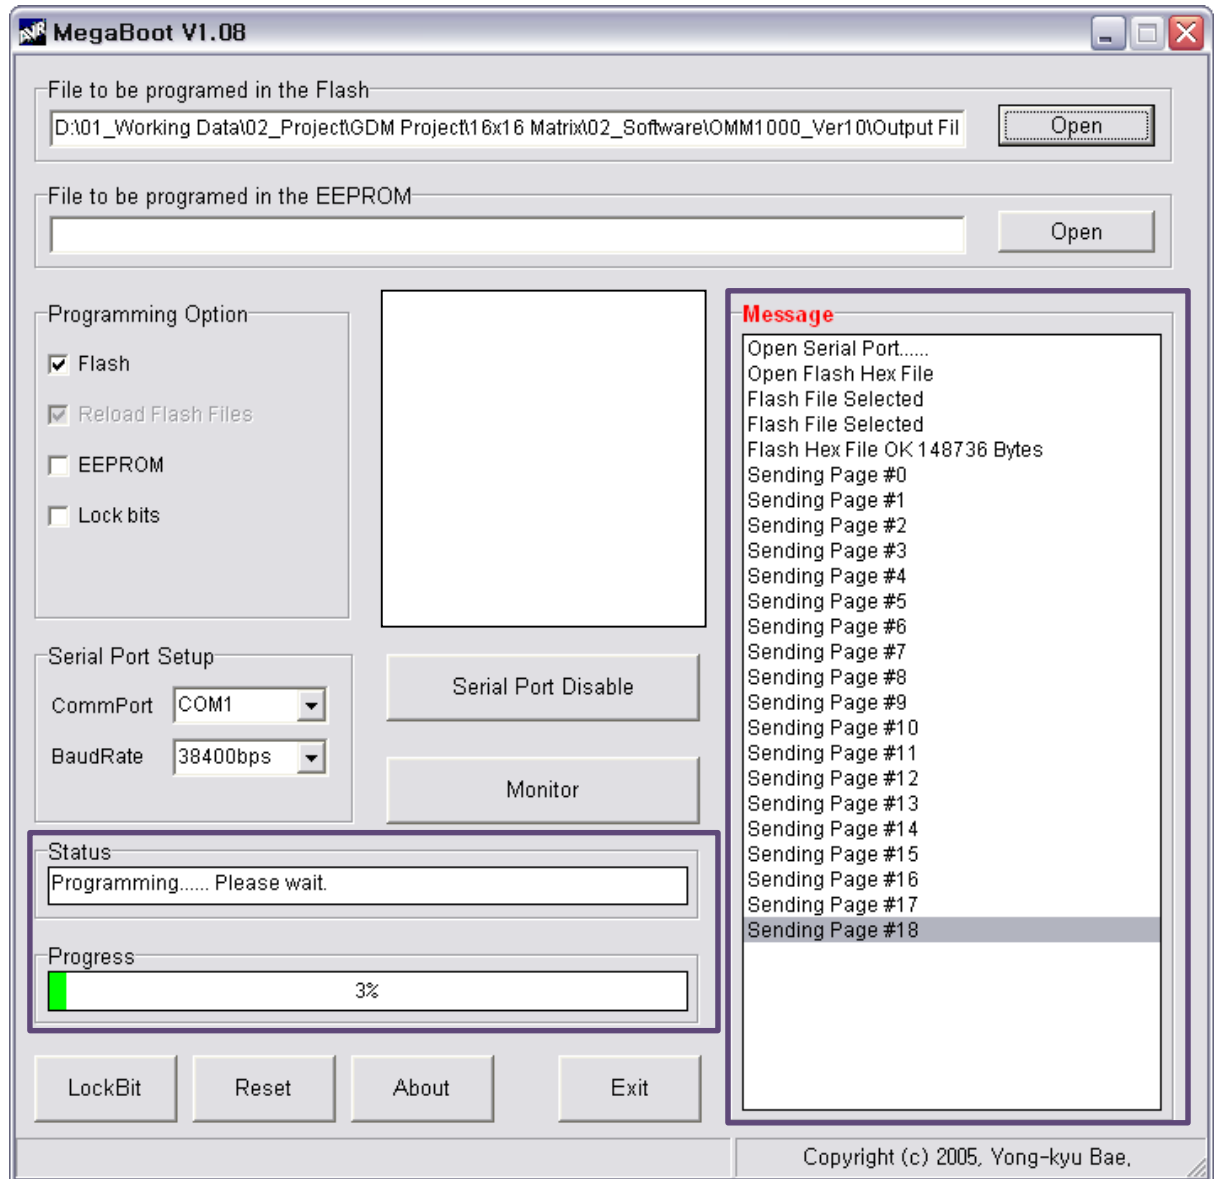 MegaBoot V1.08
File to be programed in the Flash
D:\01_Working Data\02_Project\GDM Project\16x16 Matrix\02_Software\OMM1000_Ver10\Output Fil
Open
File to be programed in the EEPROM
Open
Programming Option
Flash
Reload Flash Files
EEPROM
Lock bits
Serial Port Setup
CommPort COM1
BaudRate 38400bps
Serial Port Disable
Monitor
Status
Programming...... Please wait.
Progress
3%
Message
Open Serial Port......
Open Flash Hex File
Flash File Selected
Flash File Selected
Flash Hex File OK 148736 Bytes
Sending Page #0
Sending Page #1
Sending Page #2
Sending Page #3
Sending Page #4
Sending Page #5
Sending Page #6
Sending Page #7
Sending Page #8
Sending Page #9
Sending Page #10
Sending Page #11
Sending Page #12
Sending Page #13
Sending Page #14
Sending Page #15
Sending Page #16
Sending Page #17
Sending Page #18
LockBit Reset About Exit
Copyright (c) 2005, Yong-kyu Bae,